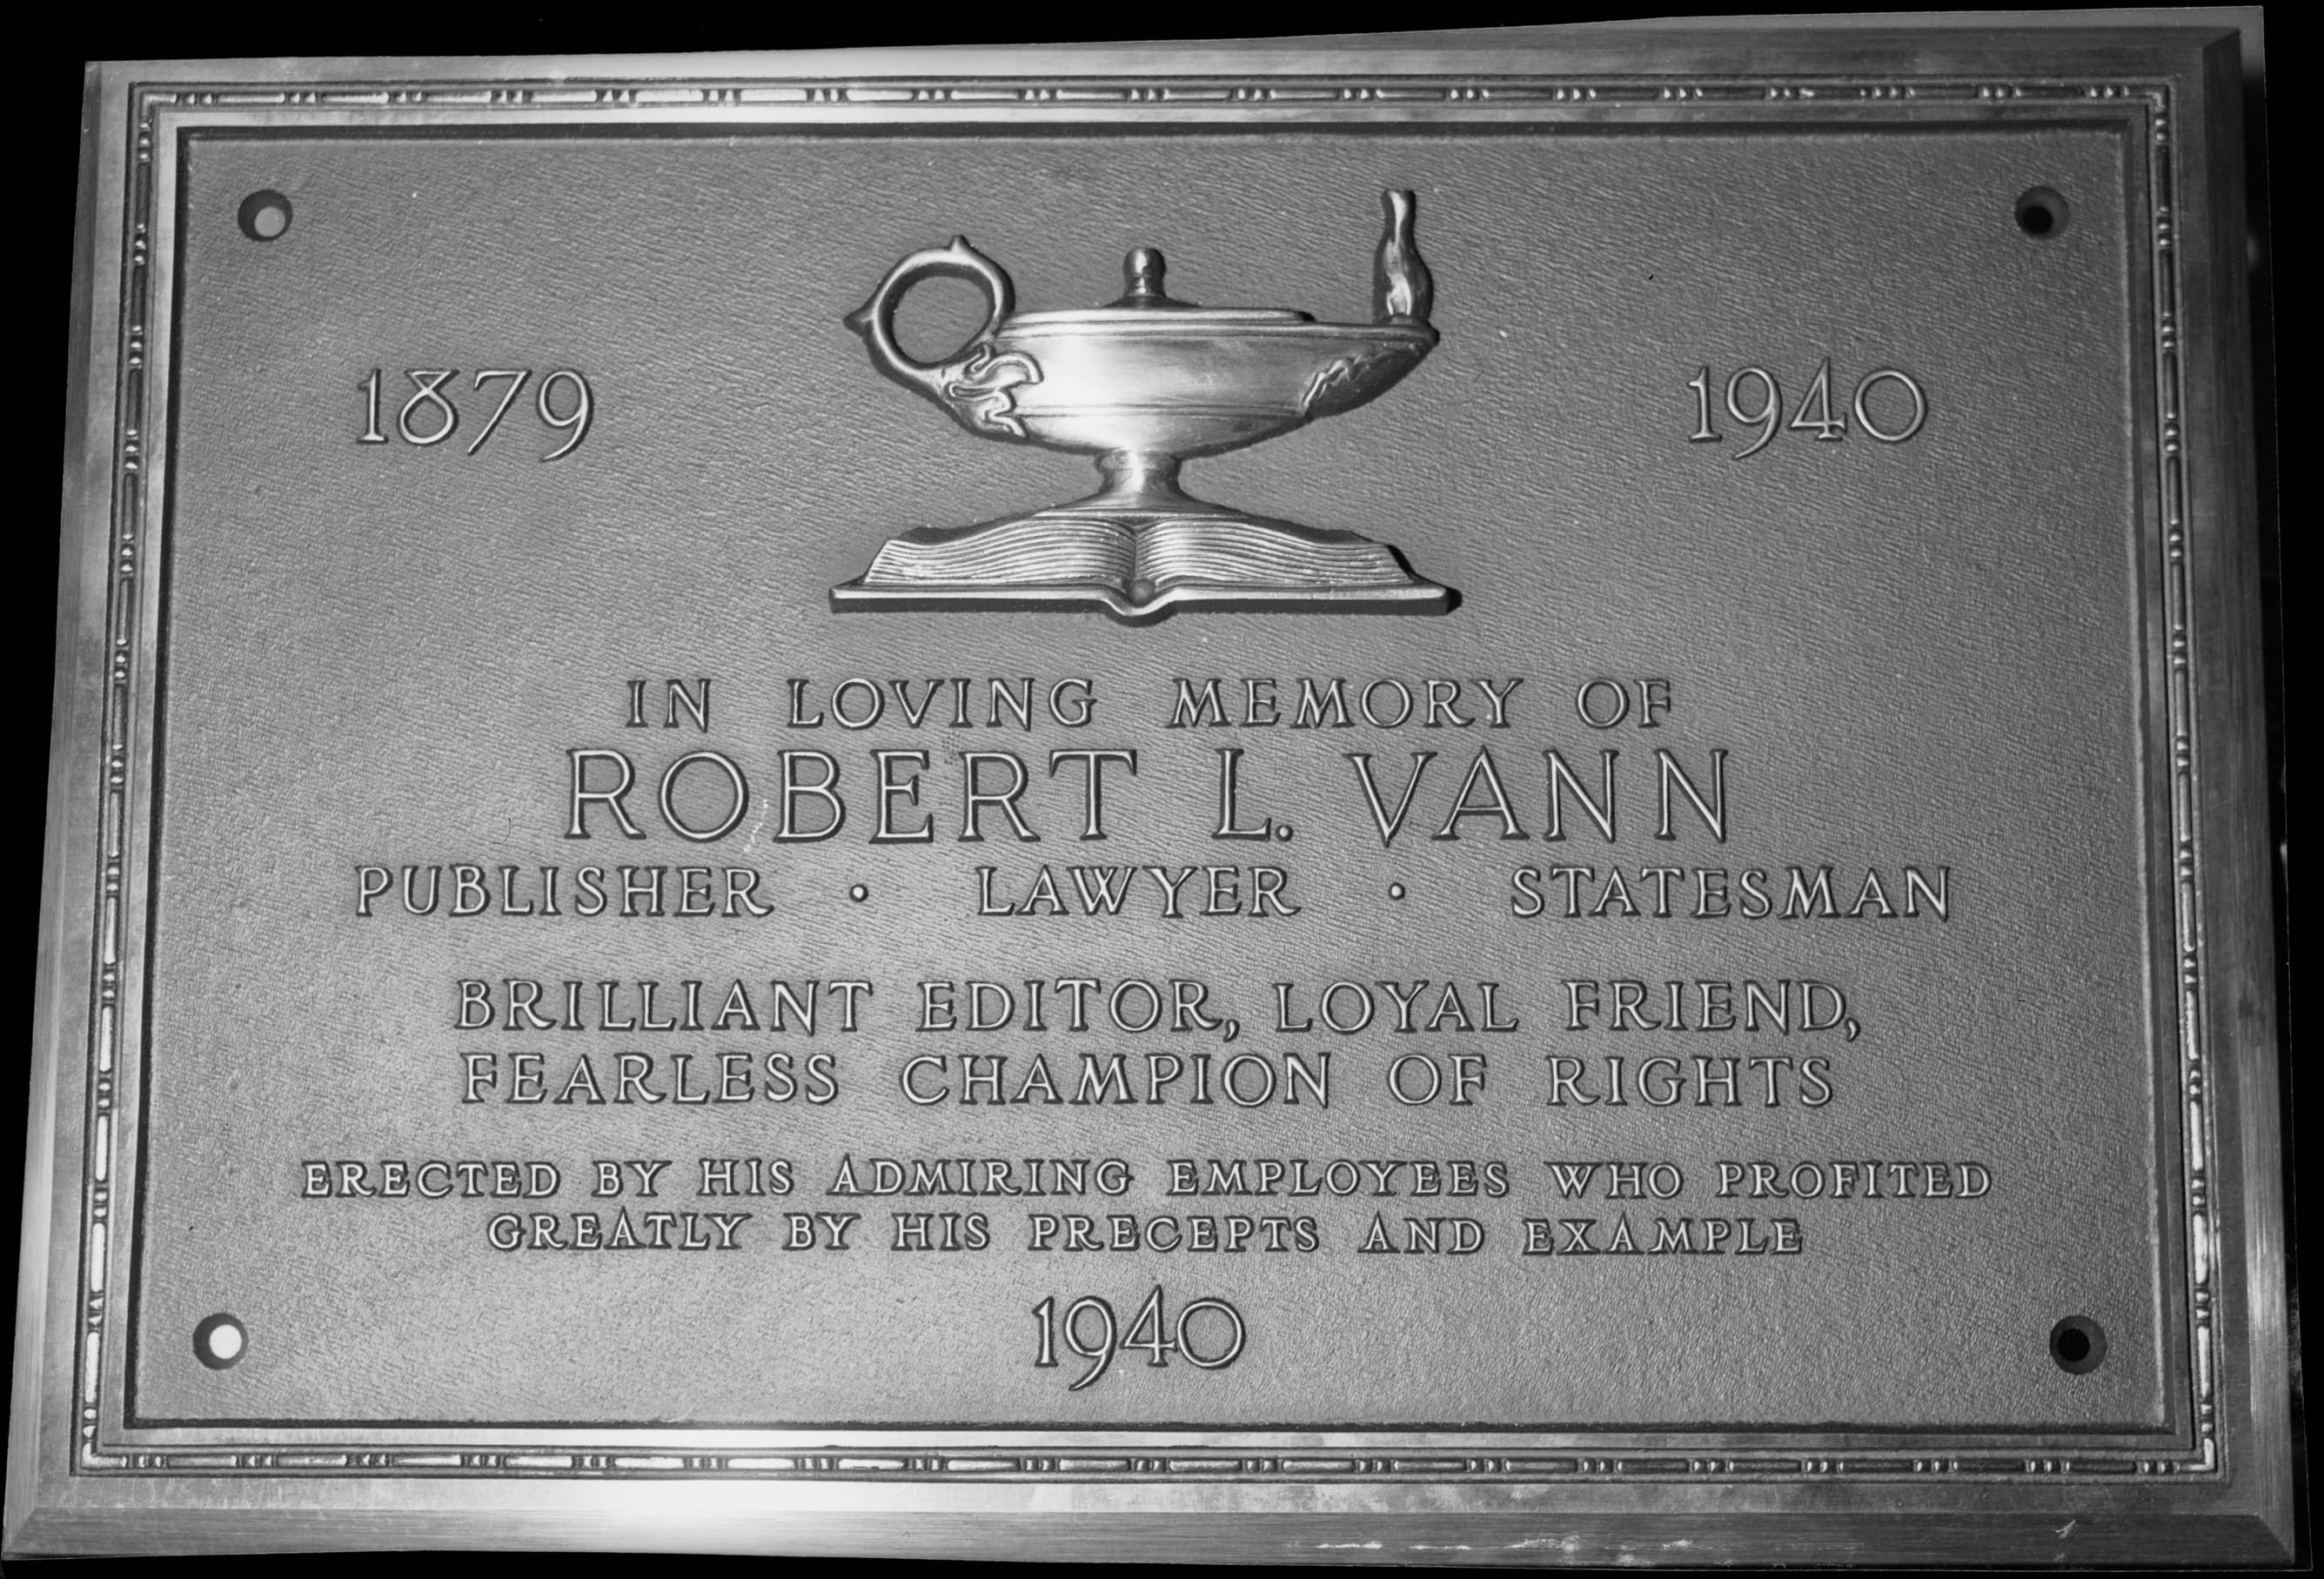 1879 1940
IN LOVING MEMORY OF
ROBERT L. VANN
PUBLISHER • LAWYER • STATESMAN
BRILLIANT EDITOR, LOYAL FRIEND,
FEARLESS CHAMPION OF RIGHTS
ERECTED BY HIS ADMIRING EMPLOYEES WHO PROFITED
GREATLY BY HIS PRECEPTS AND EXAMPLE
1940